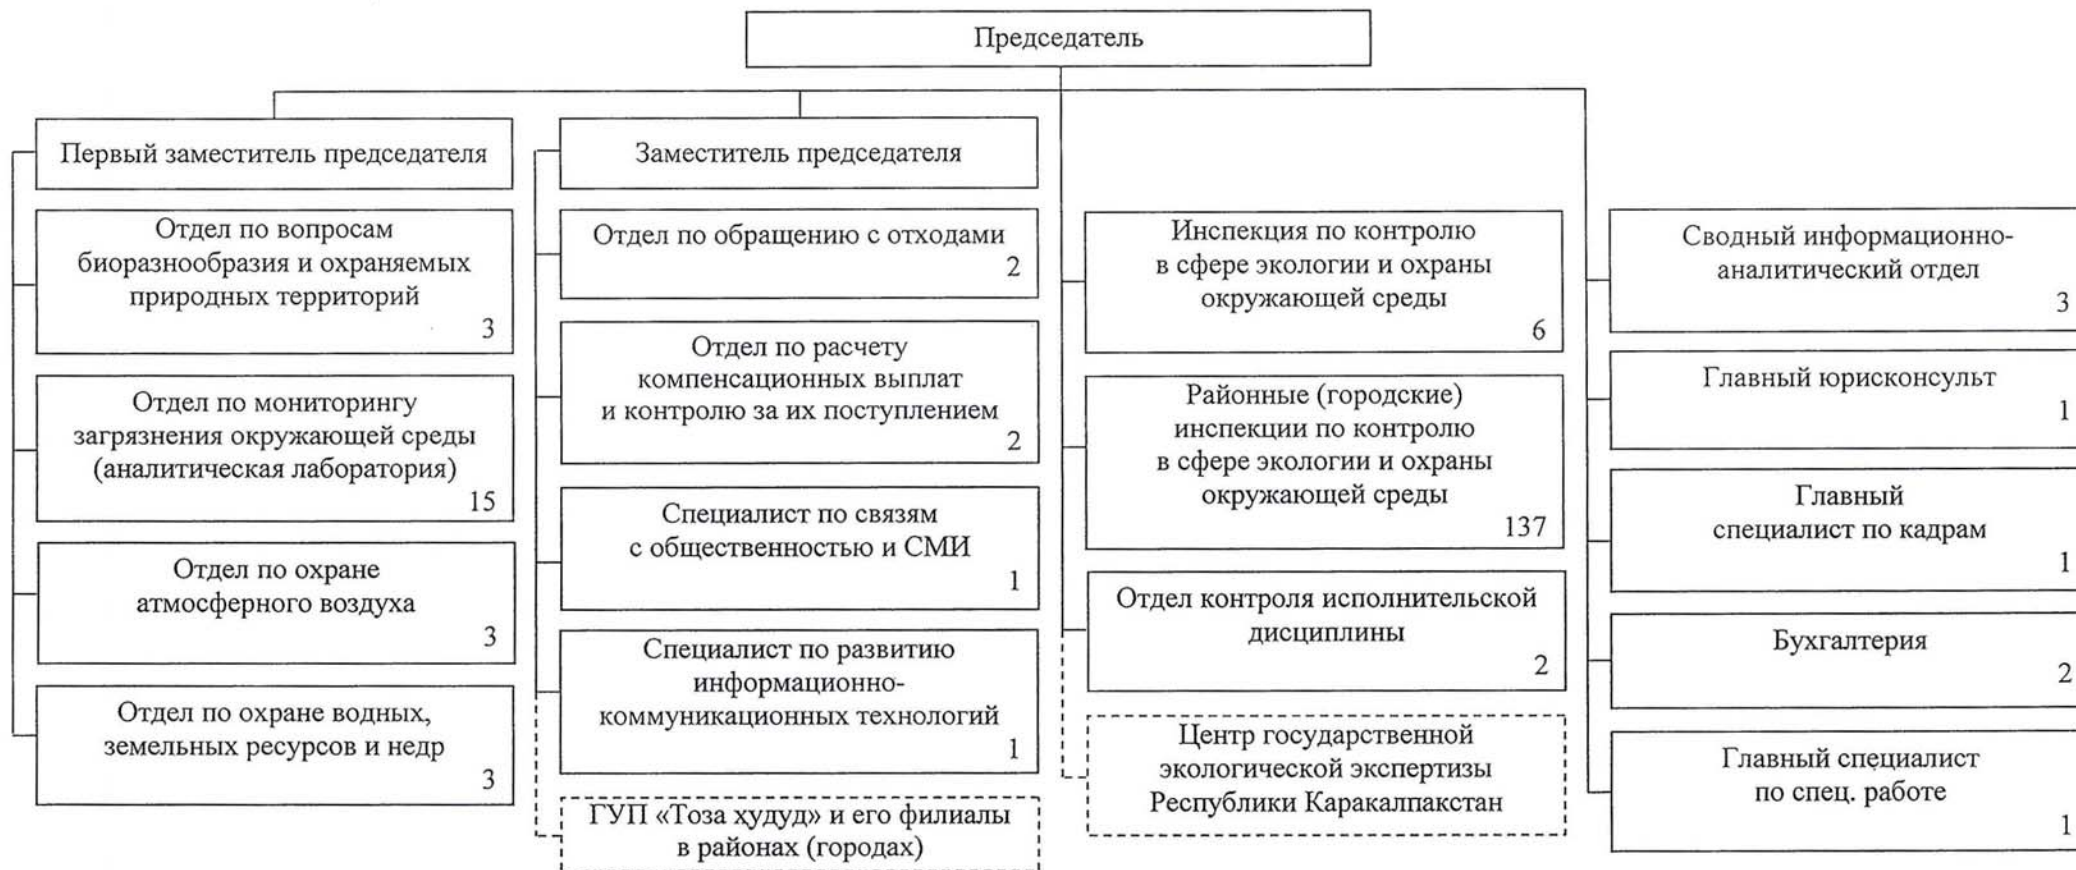 Председатель
Первый заместитель председателя
Отдел по вопросам
биоразнообразия и охраняемых
природных территорий
3
Отдел по мониторингу
загрязнения окружающей среды
(аналитическая лаборатория)
15
Отдел по охране
атмосферного воздуха
3
Отдел по охране водных,
земельных ресурсов и недр
3
Заместитель председателя
Отдел по обращению с отходами
2
Отдел по расчету
компенсационных выплат
и контролю за их поступлением
2
Специалист по связям
с общественностью и СМИ
1
Специалист по развитию
информационно-
коммуникационных технологий
1
ГУП «Тоза ҳудуд» и его филиалы
в районах (городах)
Инспекция по контролю
в сфере экологии и охраны
окружающей среды
6
Районные (городские)
инспекции по контролю
в сфере экологии и охраны
окружающей среды
137
Отдел контроля исполнительской
дисциплины
2
Центр государственной
экологической экспертизы
Республики Каракалпакстан
Сводный информационно-
аналитический отдел
3
Главный юрисконсульт
1
Главный
специалист по кадрам
1
Бухгалтерия
2
Главный специалист
по спец. работе
1